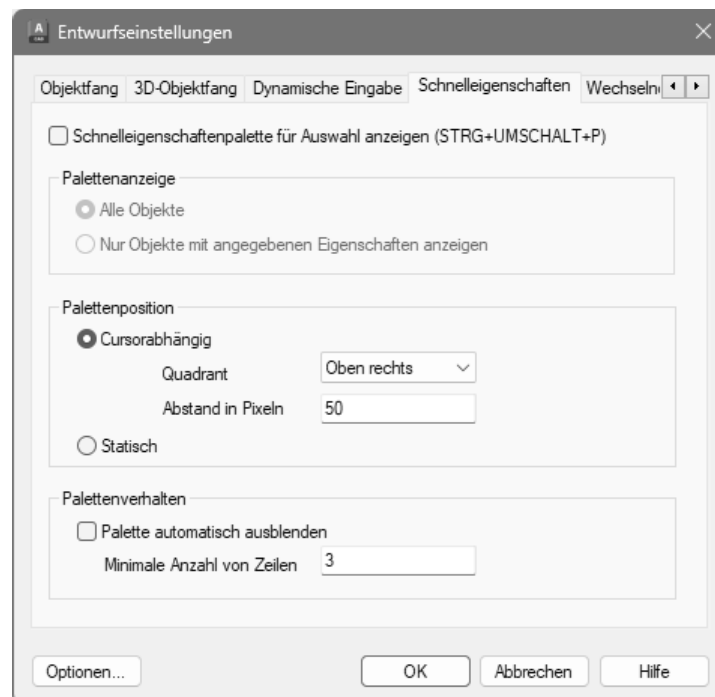 A
CAD
Entwurfseinstellungen
Objektfang 3D-Objektfang Dynamische Eingabe Schnelleigenschaften
Schnelleigenschaftenpalette für Auswahl anzeigen (STRG+UMSCHALT+P)
Palettenanzeige
Alle Objekte
Nur Objekte mit angegebenen Eigenschaften anzeigen
Palettenposition
Cursorabhängig
Quadrant Oben rechts
Abstand in Pixeln 50
Statisch
Palettenverhalten
Palette automatisch ausblenden
Minimale Anzahl von Zeilen 3
Optionen... OK Abbrechen Hilfe